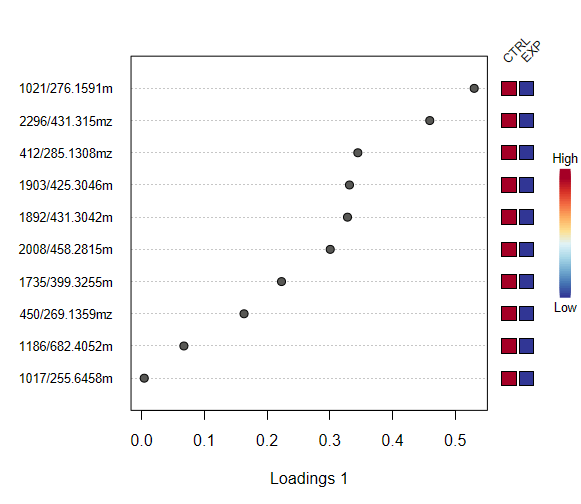 CTRL
EXP
1021/276.1591m
2296/431.315mz
412/285.1308mz
1903/425.3046m
1892/431.3042m
2008/458.2815m
1735/399.3255m
450/269.1359mz
1186/682.4052m
1017/255.6458m
High
Low
0.0 0.1 0.2 0.3 0.4 0.5
Loadings 1